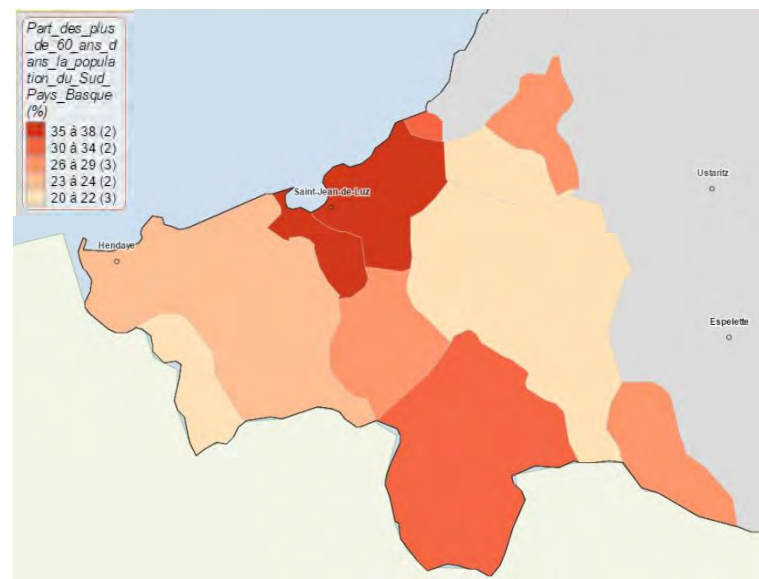 Part_des_plus
_de_60_ans_d
ans_la_popula
tion_du_Sud_
Pays_Basque
(%)
35 à 38 (2)
30 à 34 (2)
26 à 29 (3)
23 à 24 (2)
20 à 22 (3)
Saint-Jean-de-Luz
Ustaritz
Hendaye
Espelette